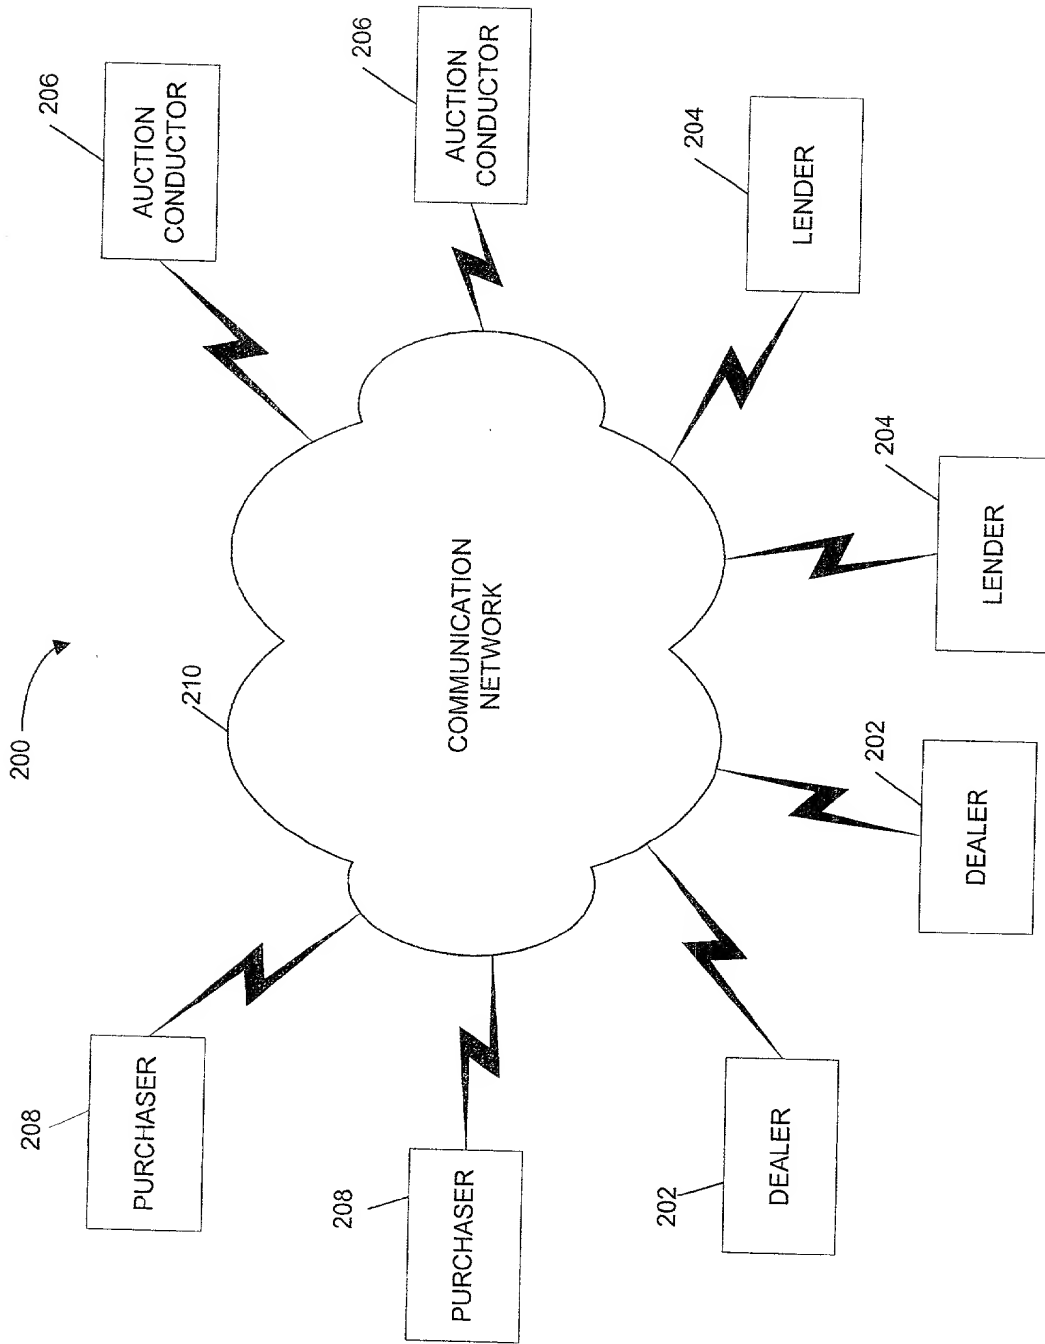 200
210
COMMUNICATION
NETWORK
208
PURCHASER
208
PURCHASER
202
DEALER
202
DEALER
204
LENDER
204
LENDER
206
AUCTION
CONDUCTOR
206
AUCTION
CONDUCTOR